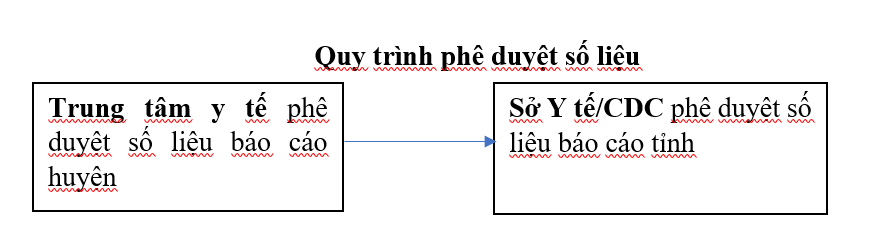 Quy trình phê duyệt số liệu
Trung tâm y tế phê
duyệt số liệu báo cáo
huyện
Sở Y tế/CDC phê duyệt số
liệu báo cáo tỉnh